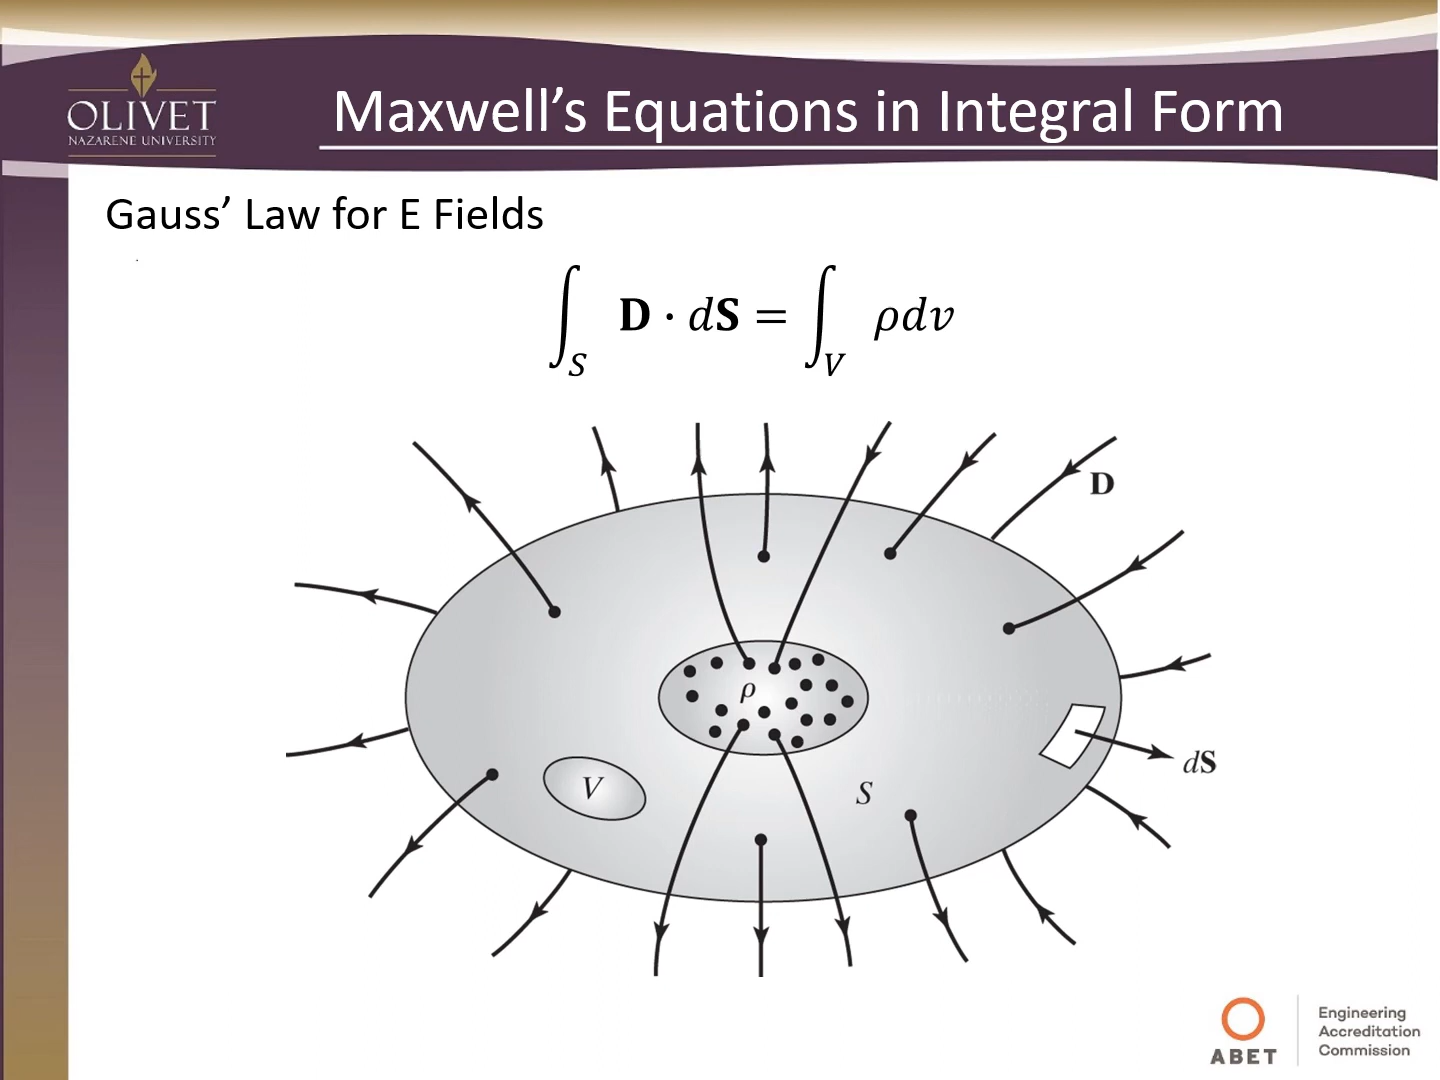 OLIVET
NAZARENE UNIVERSITY
Maxwell’s Equations in Integral Form
Gauss’ Law for E Fields
∫_S 𝐃 · d𝐒 = ∫_V ρdv
D
ρ
V
S
d𝐒
ABET
Engineering
Accreditation
Commission